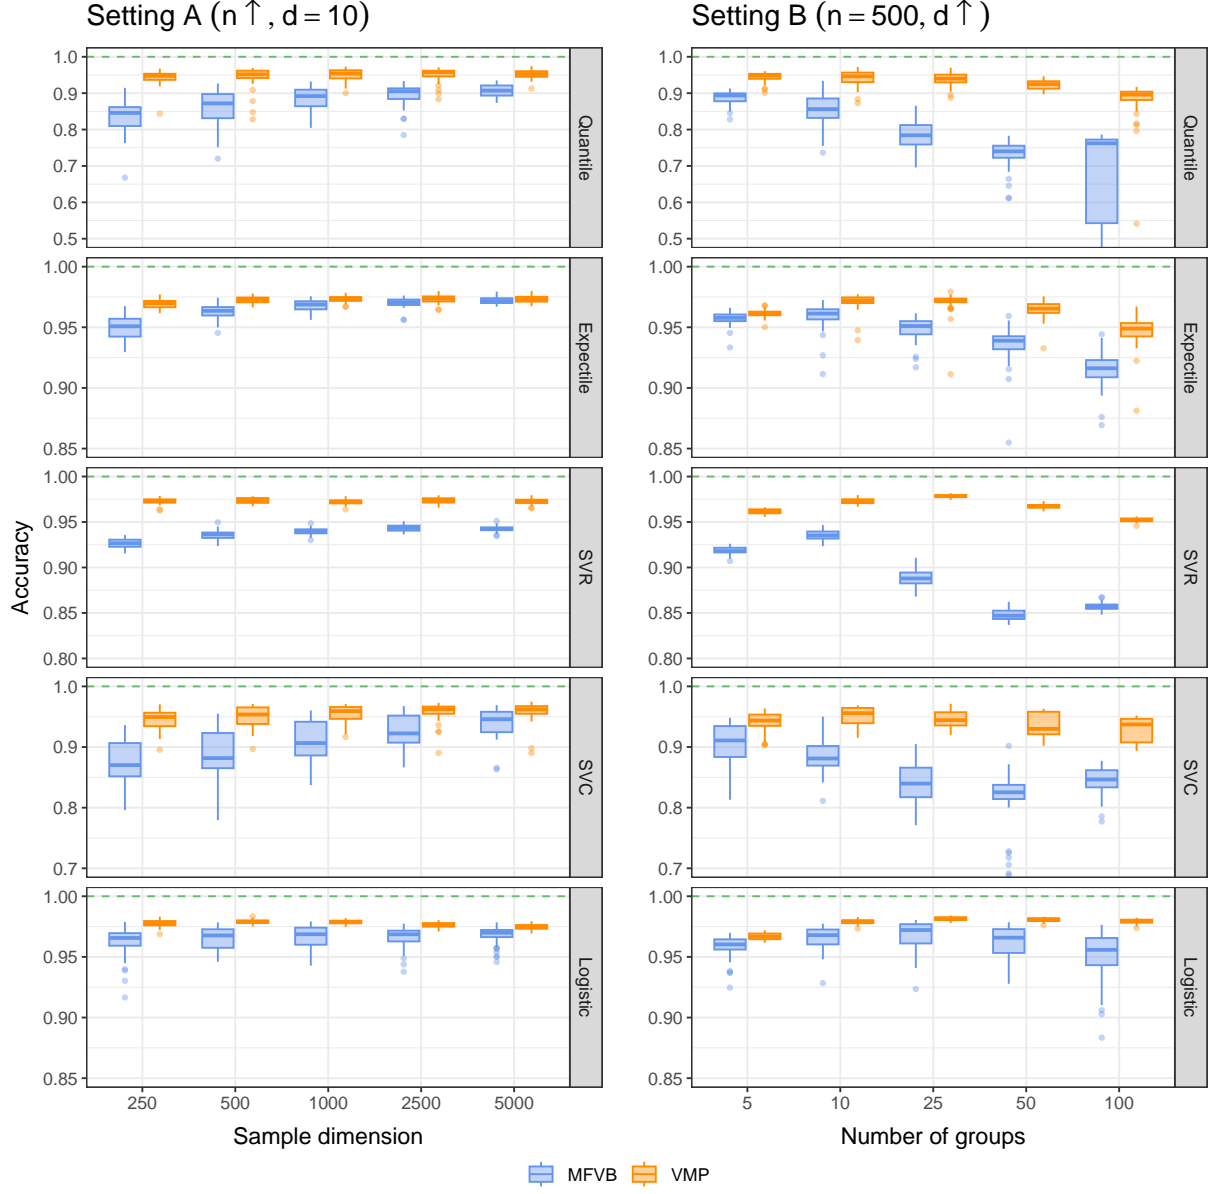 Setting A (n ↑, d = 10)
Setting B (n = 500, d ↑)
Accuracy
1.0
0.9
0.8
0.7
0.6
0.5
Quantile
1.0
0.9
0.8
0.7
0.6
0.5
Quantile
1.00
0.95
0.90
0.85
Expectile
1.00
0.95
0.90
0.85
Expectile
1.00
0.95
0.90
0.85
0.80
SVR
1.00
0.95
0.90
0.85
0.80
SVR
1.0
0.9
0.8
0.7
SVC
1.0
0.9
0.8
0.7
SVC
1.00
0.95
0.90
0.85
Logistic
1.00
0.95
0.90
0.85
Logistic
250 500 1000 2500 5000
5 10 25 50 100
Sample dimension
Number of groups
MFVB VMP